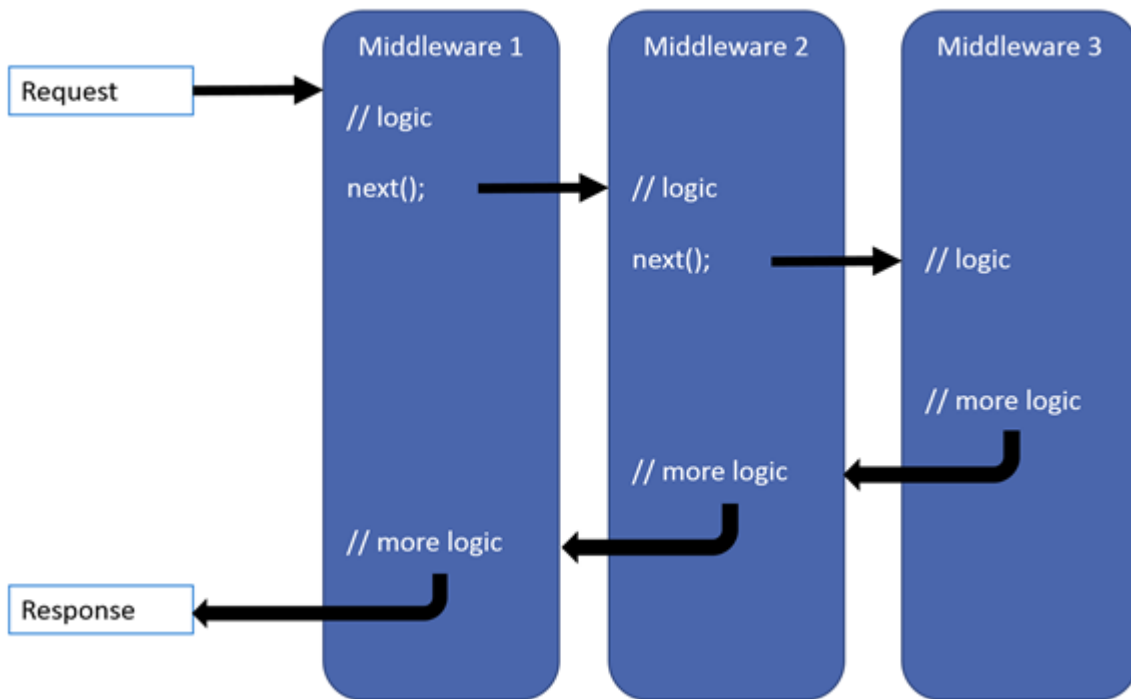 Middleware 1
Middleware 2
Middleware 3
Request
// logic
next();
// logic
next();
// logic
// more logic
// more logic
// more logic
Response